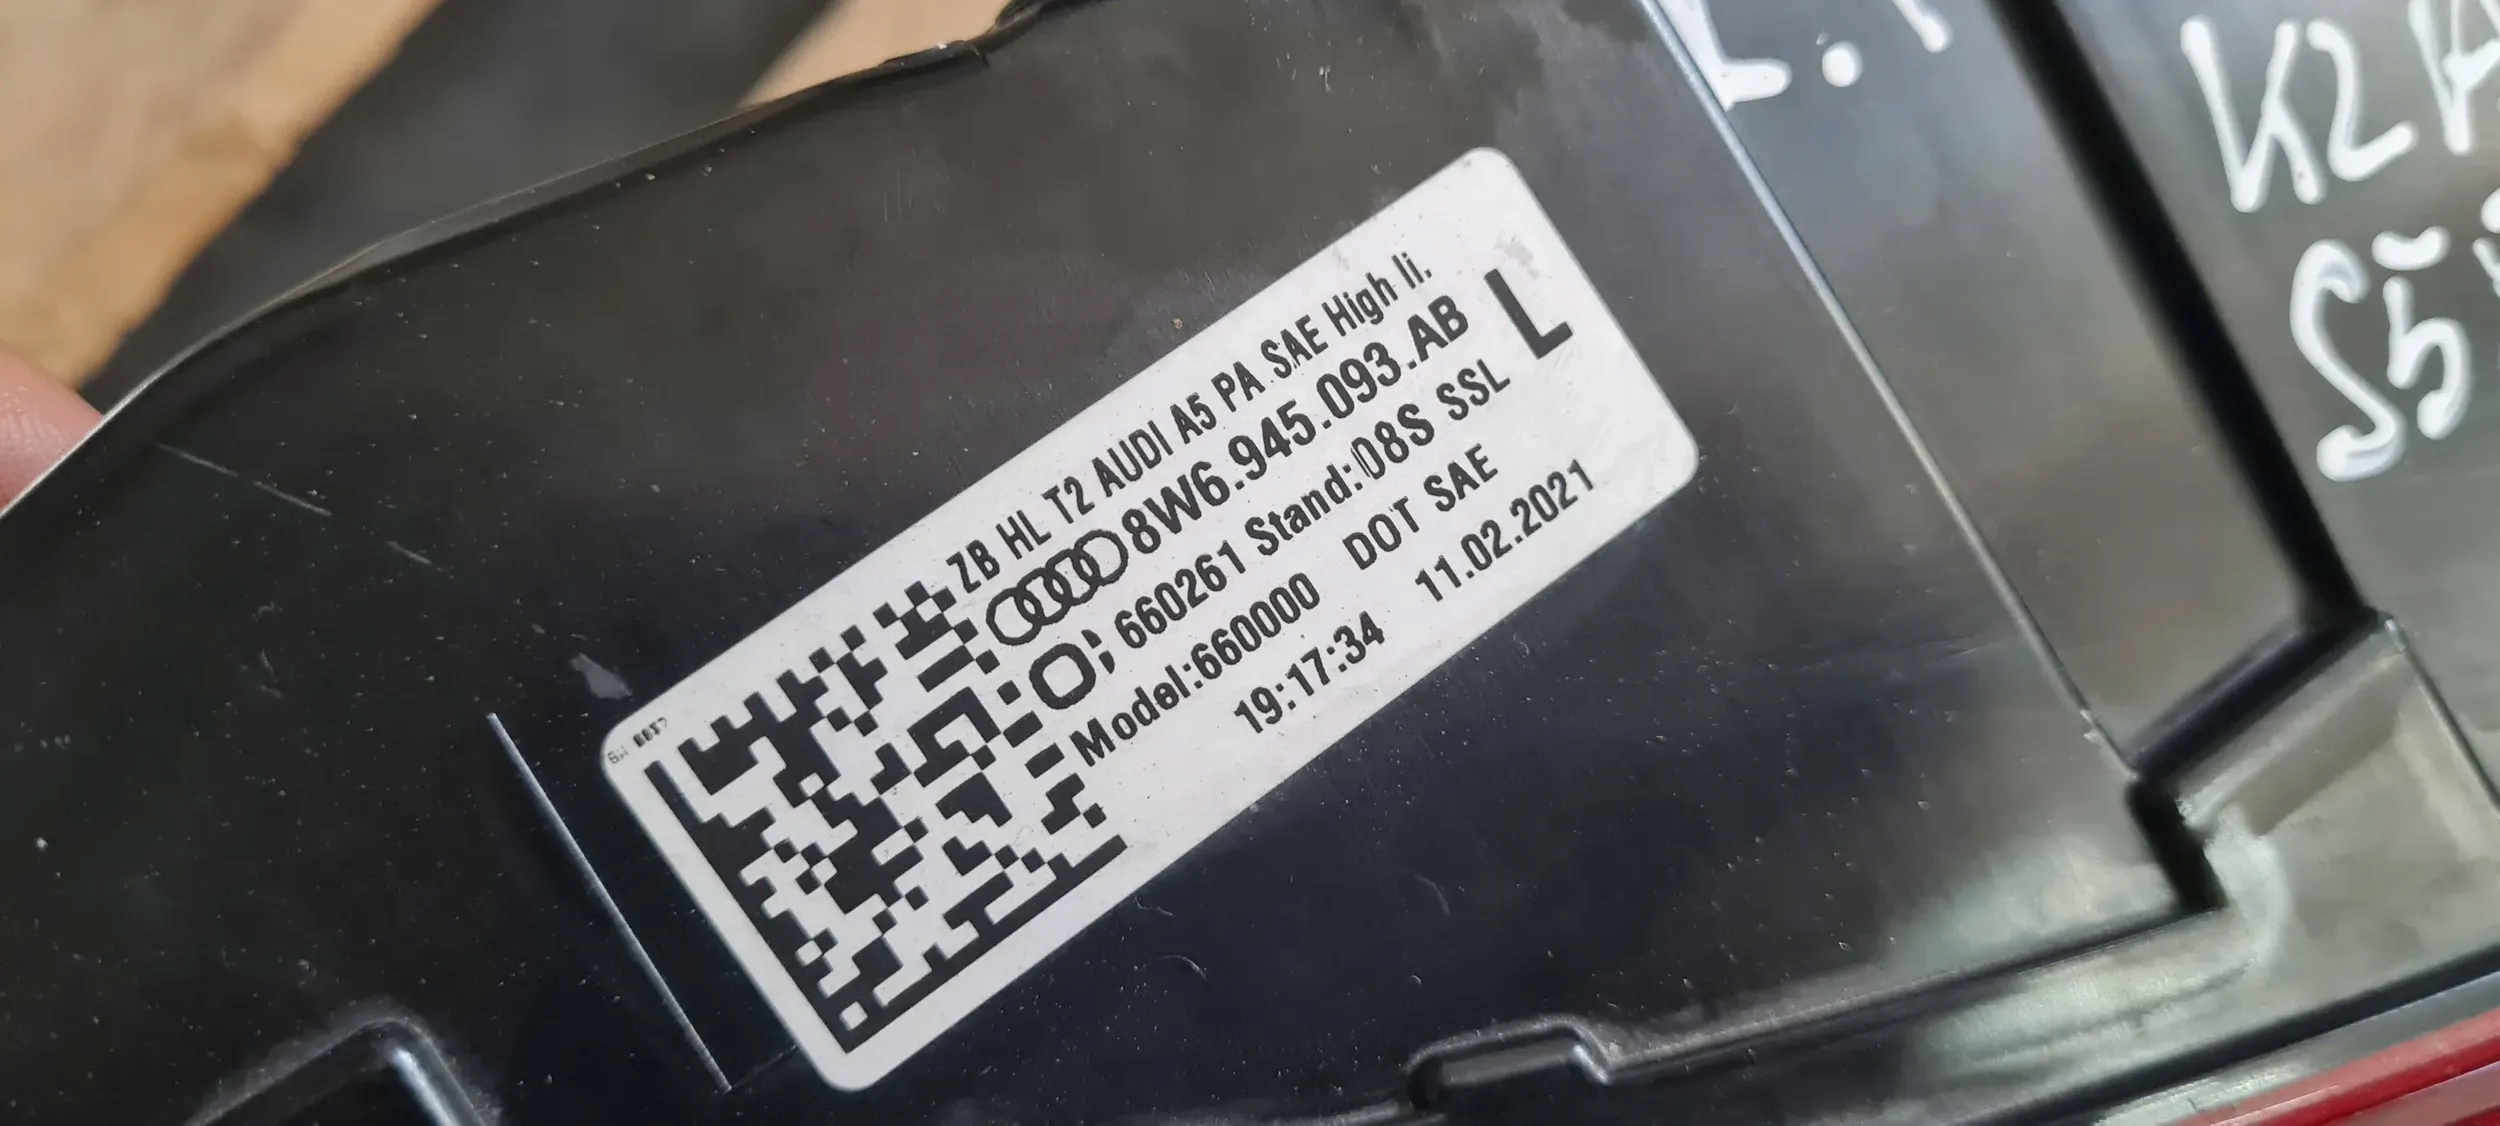 ZB HL T2 AUDI A5 PA SAE High li.
8W6.945.093.AB
L
660261 Stand:08S SSL
Model:660000 DOT SAE
19:17:34 11.02.2021
L.
K2
S5